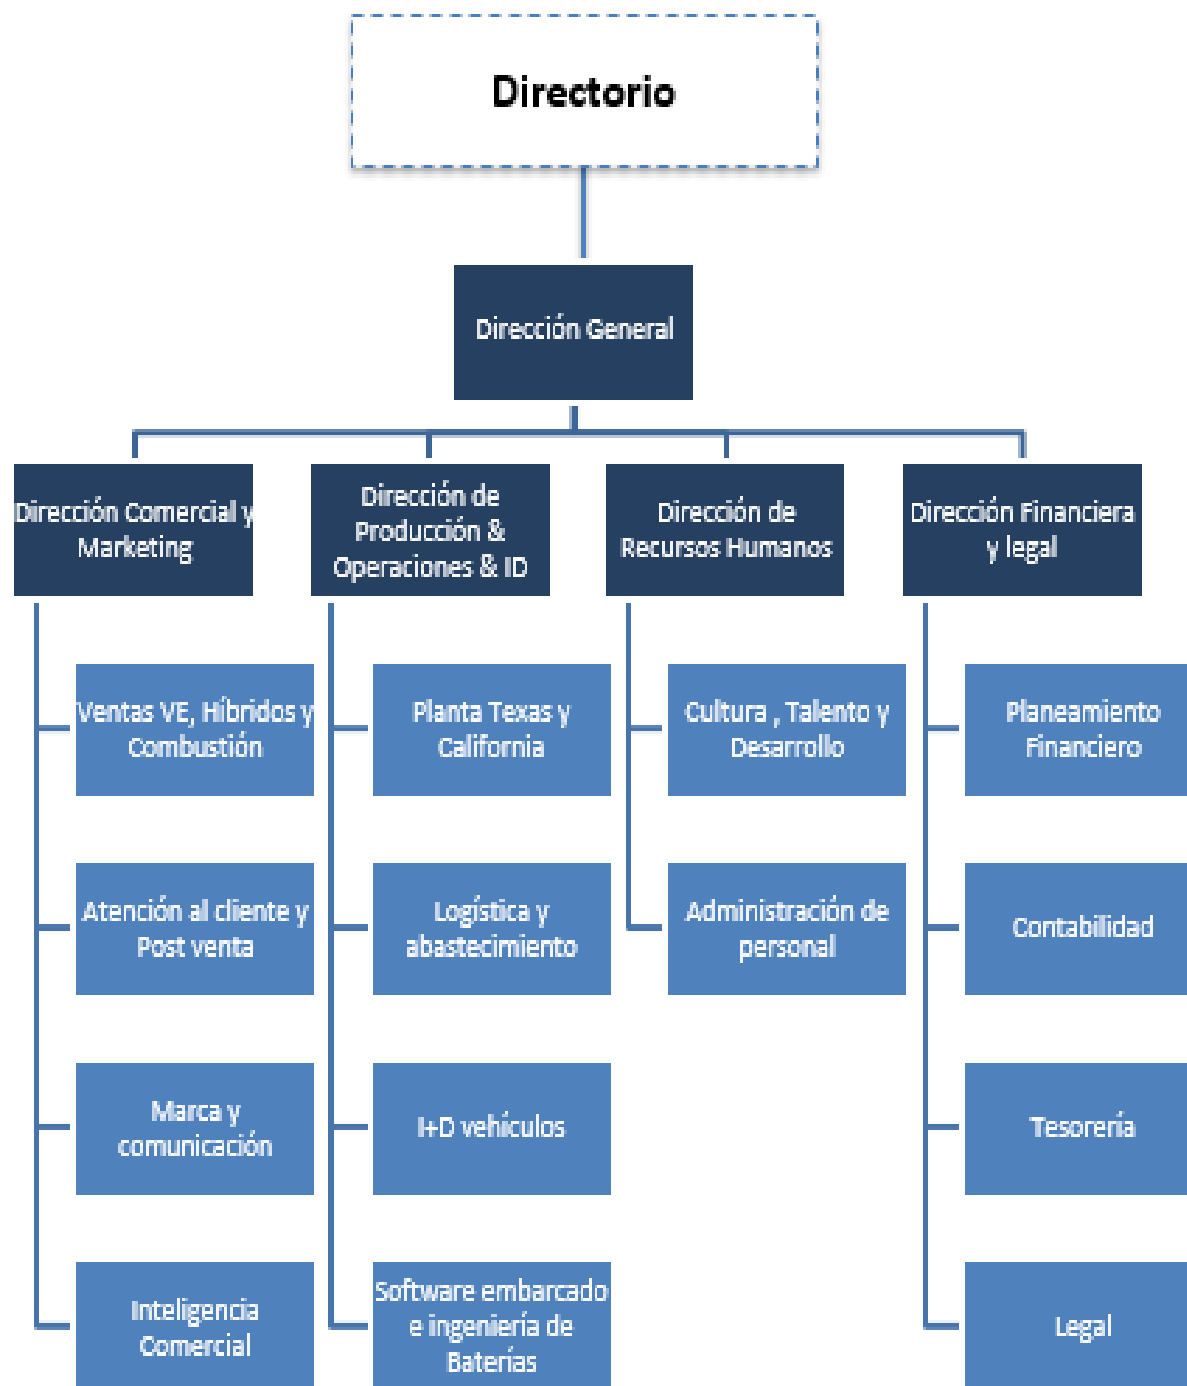 Directorio
Dirección General
Dirección Comercial y
Marketing
Dirección de
Producción &
Operaciones & ID
Dirección de
Recursos Humanos
Dirección Financiera
y legal
Ventas VE, Híbridos y
Combustión
Planta Texas y
California
Cultura , Talento y
Desarrollo
Planeamiento
Financiero
Atención al cliente y
Post venta
Logística y
abastecimiento
Administración de
personal
Contabilidad
Marca y
comunicación
I+D vehículos
Tesorería
Inteligencia
Comercial
Software embarcado
e ingeniería de
Baterías
Legal